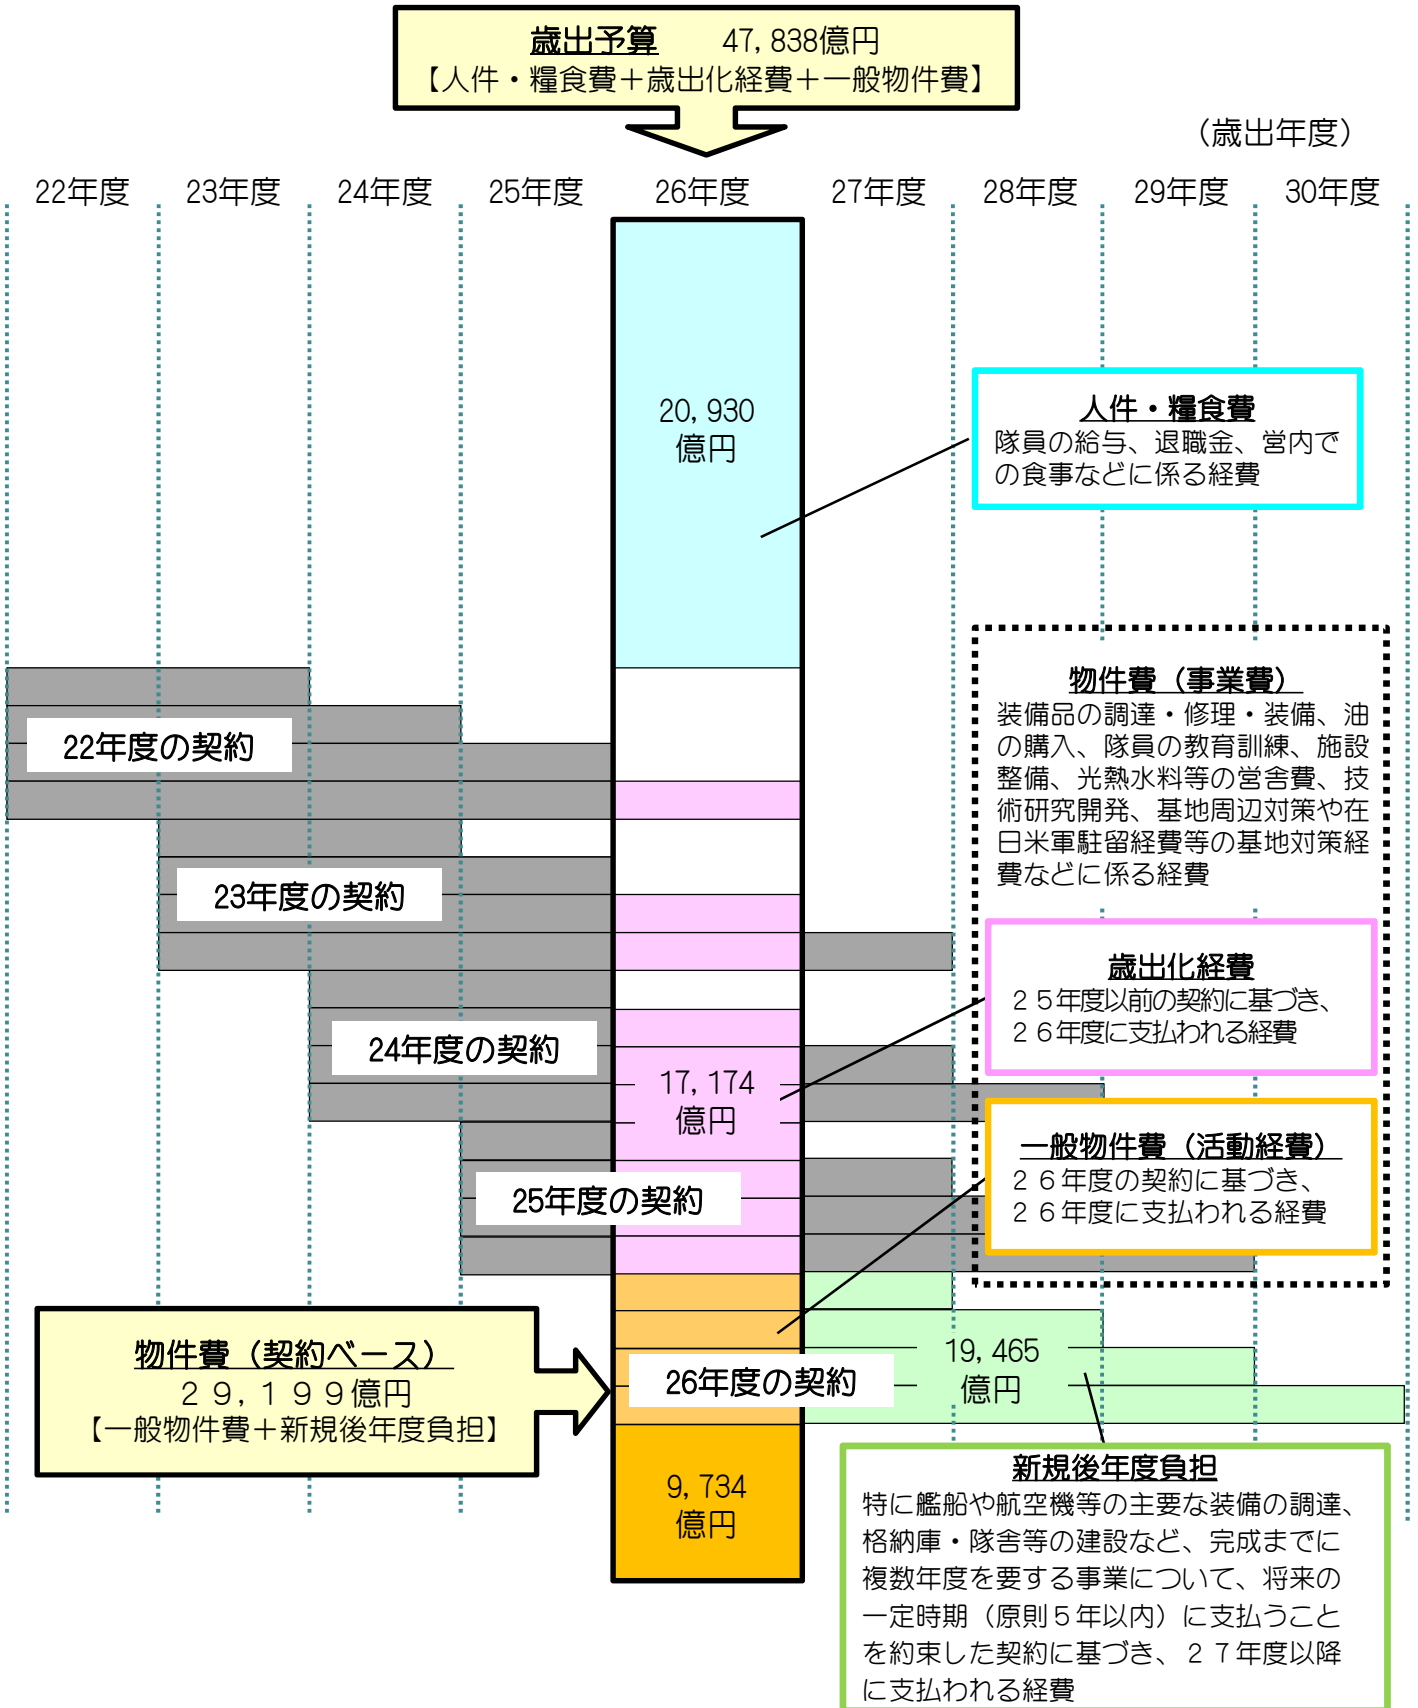 歳出予算　47,838億円
【人件・糧食費＋歳出化経費＋一般物件費】
（歳出年度）
22年度　23年度　24年度　25年度　26年度　27年度　28年度　29年度　30年度
20,930
億円
人件・糧食費
隊員の給与、退職金、営内で
の食事などに係る経費
物件費（事業費）
装備品の調達・修理・装備、油
の購入、隊員の教育訓練、施設
整備、光熱水料等の営舎費、技
術研究開発、基地周辺対策や在
日米軍駐留経費等の基地対策経
費などに係る経費
22年度の契約
23年度の契約
歳出化経費
２５年度以前の契約に基づき、
２６年度に支払われる経費
24年度の契約
17,174
億円
一般物件費（活動経費）
２６年度の契約に基づき、
２６年度に支払われる経費
25年度の契約
物件費（契約ベース）
２９，１９９億円
【一般物件費＋新規後年度負担】
26年度の契約
19,465
億円
9,734
億円
新規後年度負担
特に艦船や航空機等の主要な装備の調達、
格納庫・隊舎等の建設など、完成までに
複数年度を要する事業について、将来の
一定時期（原則５年以内）に支払うこと
を約束した契約に基づき、２７年度以降
に支払われる経費